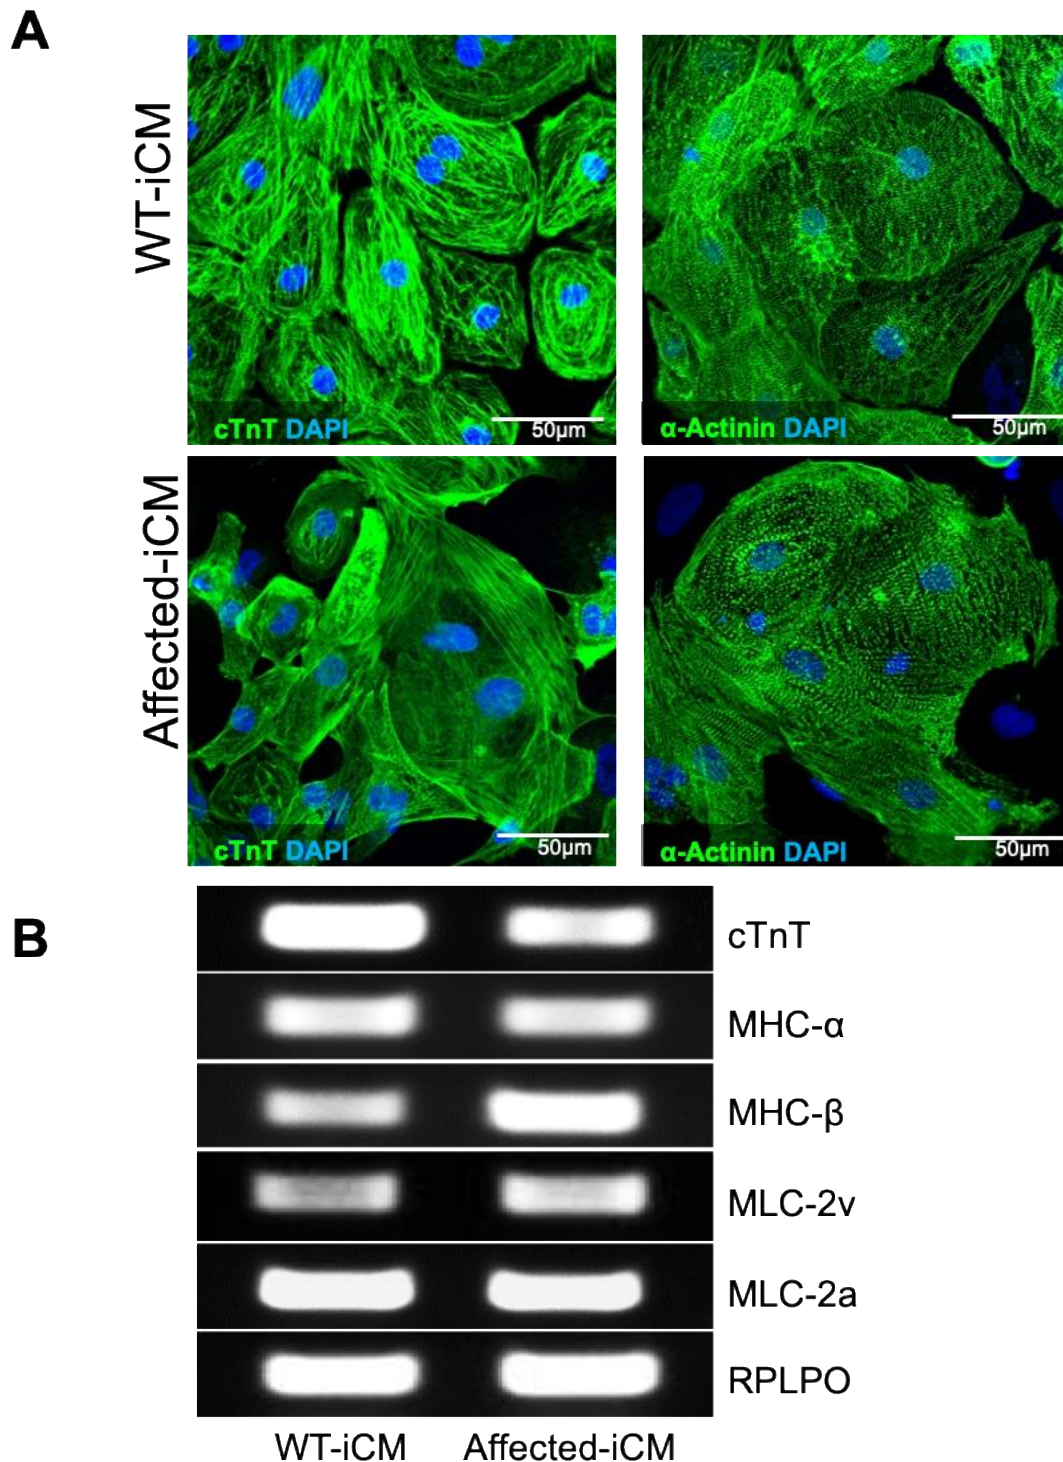 A
WT-iCM
cTnT DAPI
50µm
α-Actinin DAPI
50µm
Affected-iCM
cTnT DAPI
50µm
α-Actinin DAPI
50µm
B
cTnT
MHC-α
MHC-β
MLC-2v
MLC-2a
RPLPO
WT-iCM Affected-iCM